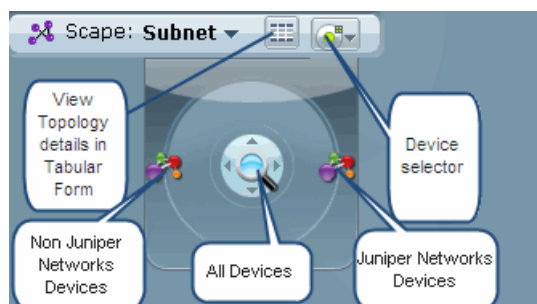 Scape: Subnet
View
Topology
details in
Tabular
Form
Device
selector
Non Juniper
Networks
Devices
All Devices
Juniper Networks
Devices